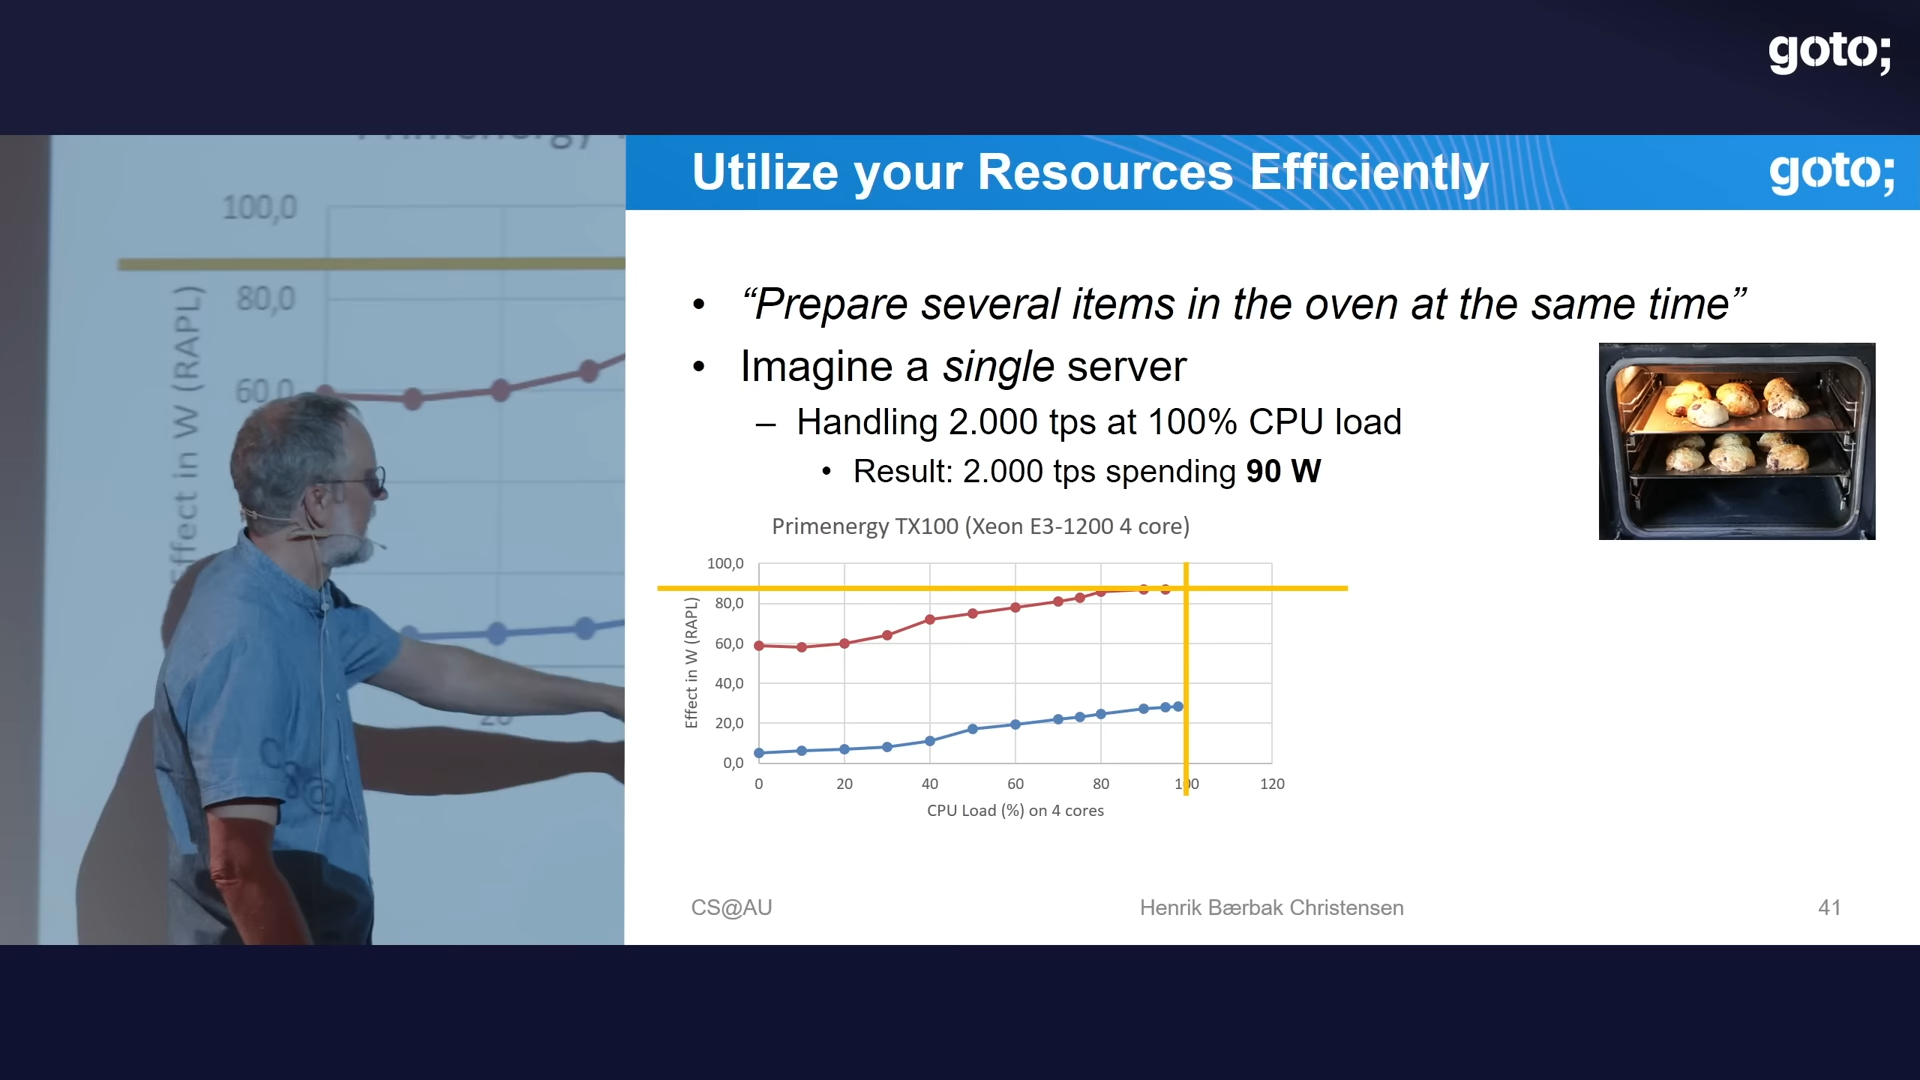 goto;
Utilize your Resources Efficiently
goto;
• “Prepare several items in the oven at the same time”
• Imagine a single server
– Handling 2.000 tps at 100% CPU load
• Result: 2.000 tps spending 90 W
Primenergy TX100 (Xeon E3-1200 4 core)
Effect in W (RAPL)
100,0
80,0
60,0
40,0
20,0
0,0
0 20 40 60 80 100 120
CPU Load (%) on 4 cores
CS@AU Henrik Bærbak Christensen 41
100,0
80,0
60,0
Effect in W (RAPL)
20